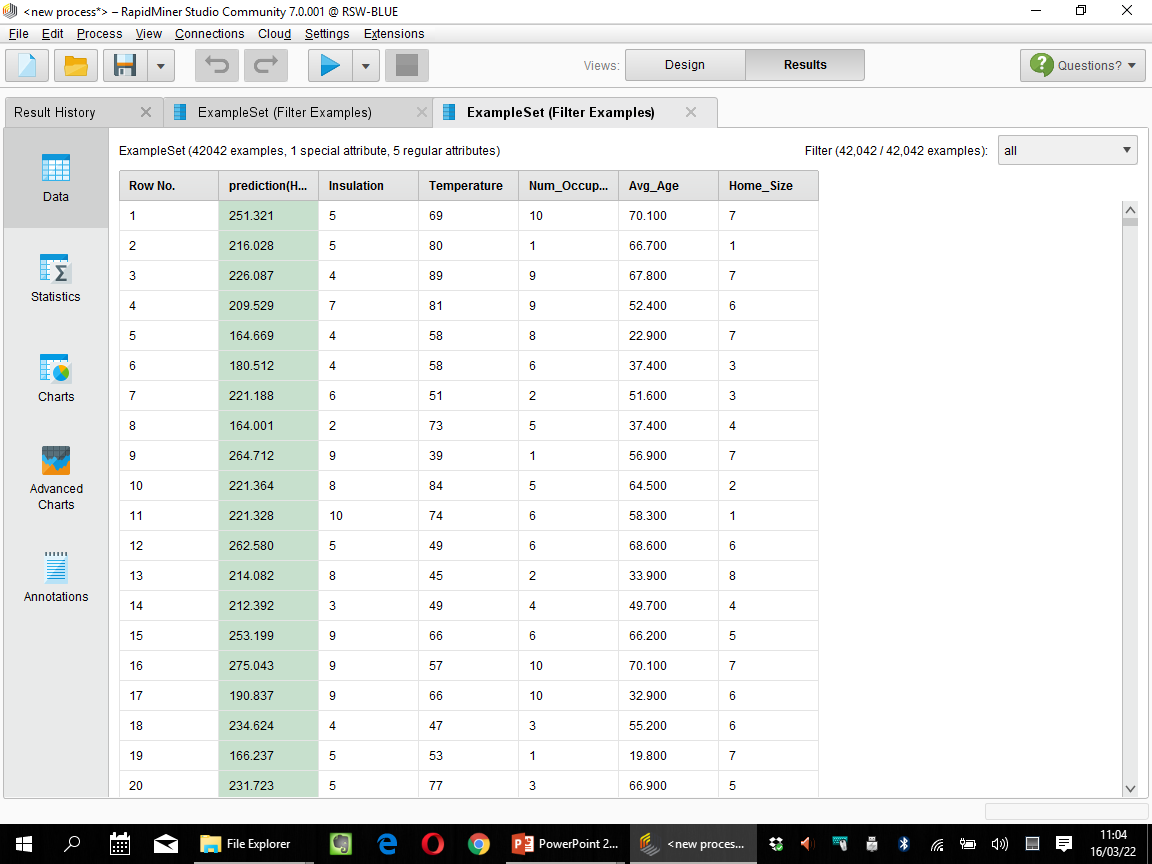 <new process*> – RapidMiner Studio Community 7.0.001 @ RSW-BLUE
File Edit Process View Connections Cloud Settings Extensions
Views: Design Results Questions?
Result History ExampleSet (Filter Examples) ExampleSet (Filter Examples)
ExampleSet (42042 examples, 1 special attribute, 5 regular attributes) Filter (42,042 / 42,042 examples): all
Data
Statistics
Charts
Advanced
Charts
Annotations
Row No. prediction(H... Insulation Temperature Num_Occup... Avg_Age Home_Size
1 251.321 5 69 10 70.100 7
2 216.028 5 80 1 66.700 1
3 226.087 4 89 9 67.800 7
4 209.529 7 81 9 52.400 6
5 164.669 4 58 8 22.900 7
6 180.512 4 58 6 37.400 3
7 221.188 6 51 2 51.600 3
8 164.001 2 73 5 37.400 4
9 264.712 9 39 1 56.900 7
10 221.364 8 84 5 64.500 2
11 221.328 10 74 6 58.300 1
12 262.580 5 49 6 68.600 6
13 214.082 8 45 2 33.900 8
14 212.392 3 49 4 49.700 4
15 253.199 9 66 6 66.200 5
16 275.043 9 57 10 70.100 7
17 190.837 9 66 10 32.900 6
18 234.624 4 47 3 55.200 6
19 166.237 5 53 1 19.800 7
20 231.723 5 77 3 66.900 5
File Explorer PowerPoint 2... <new proces... 11:04
16/03/22